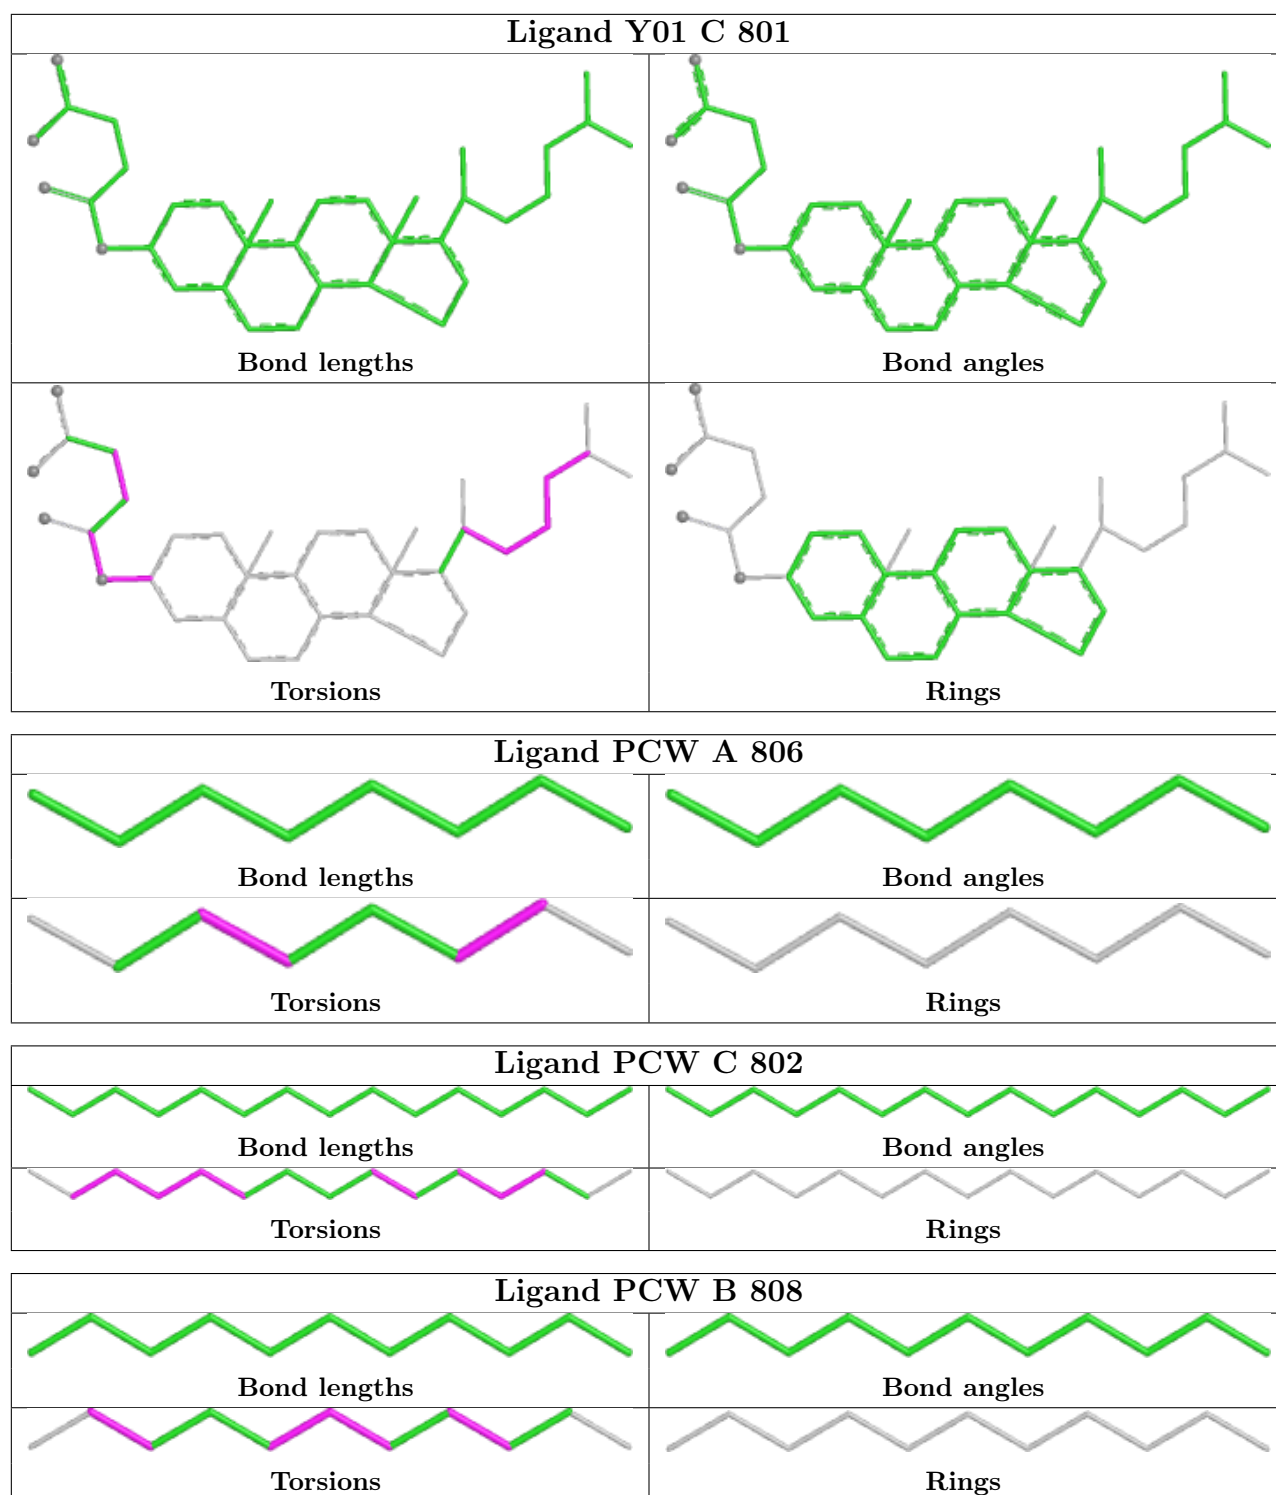 Ligand Y01 C 801
Bond lengths Bond angles
Torsions Rings
Ligand PCW A 806
Bond lengths Bond angles
Torsions Rings
Ligand PCW C 802
Bond lengths Bond angles
Torsions Rings
Ligand PCW B 808
Bond lengths Bond angles
Torsions Rings